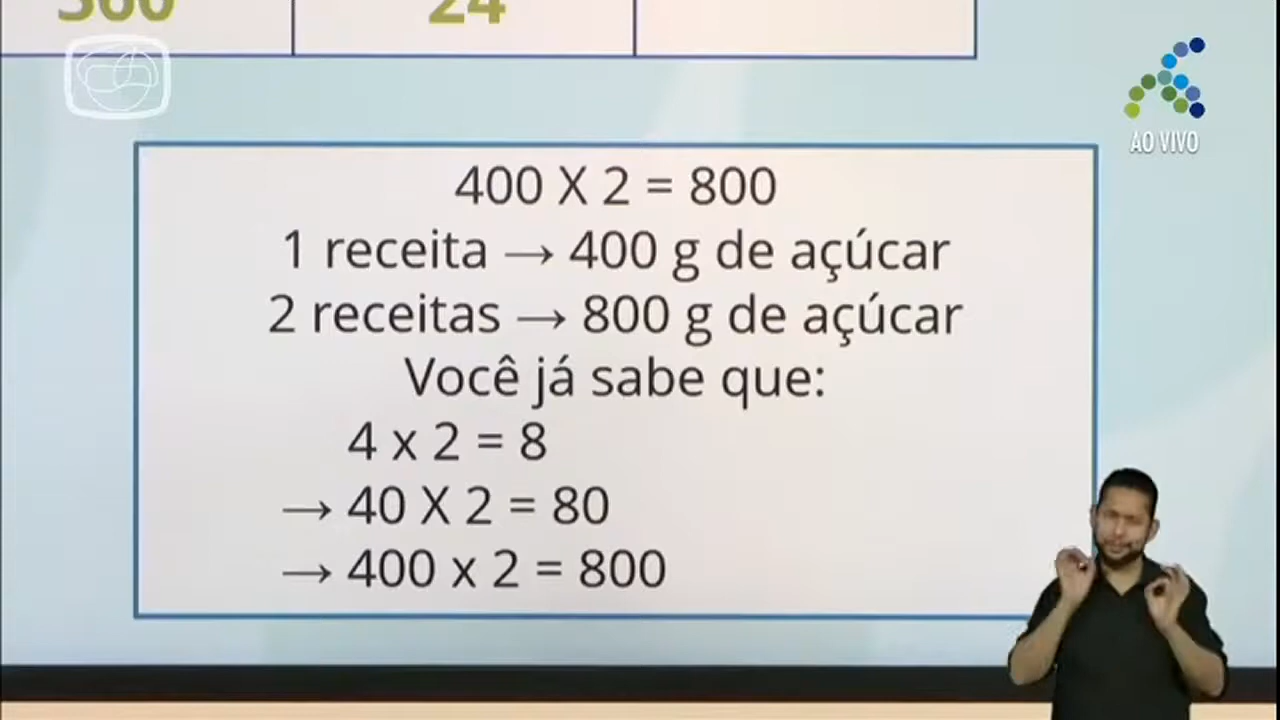 24
AO VIVO
400 X 2 = 800
1 receita → 400 g de açúcar
2 receitas → 800 g de açúcar
Você já sabe que:
4 x 2 = 8
→ 40 X 2 = 80
→ 400 x 2 = 800